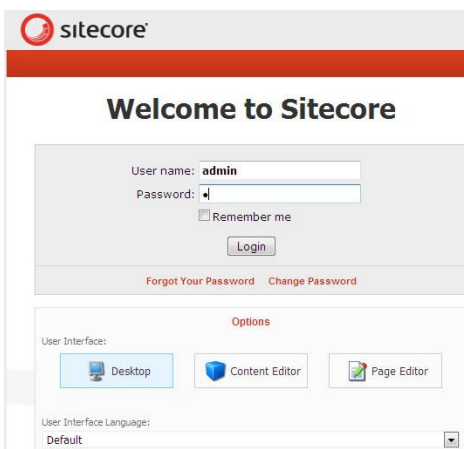 sitecore
Welcome to Sitecore
User name: admin
Password: •
Remember me
Login
Forgot Your Password Change Password
Options
User Interface:
Desktop Content Editor Page Editor
User Interface Language:
Default